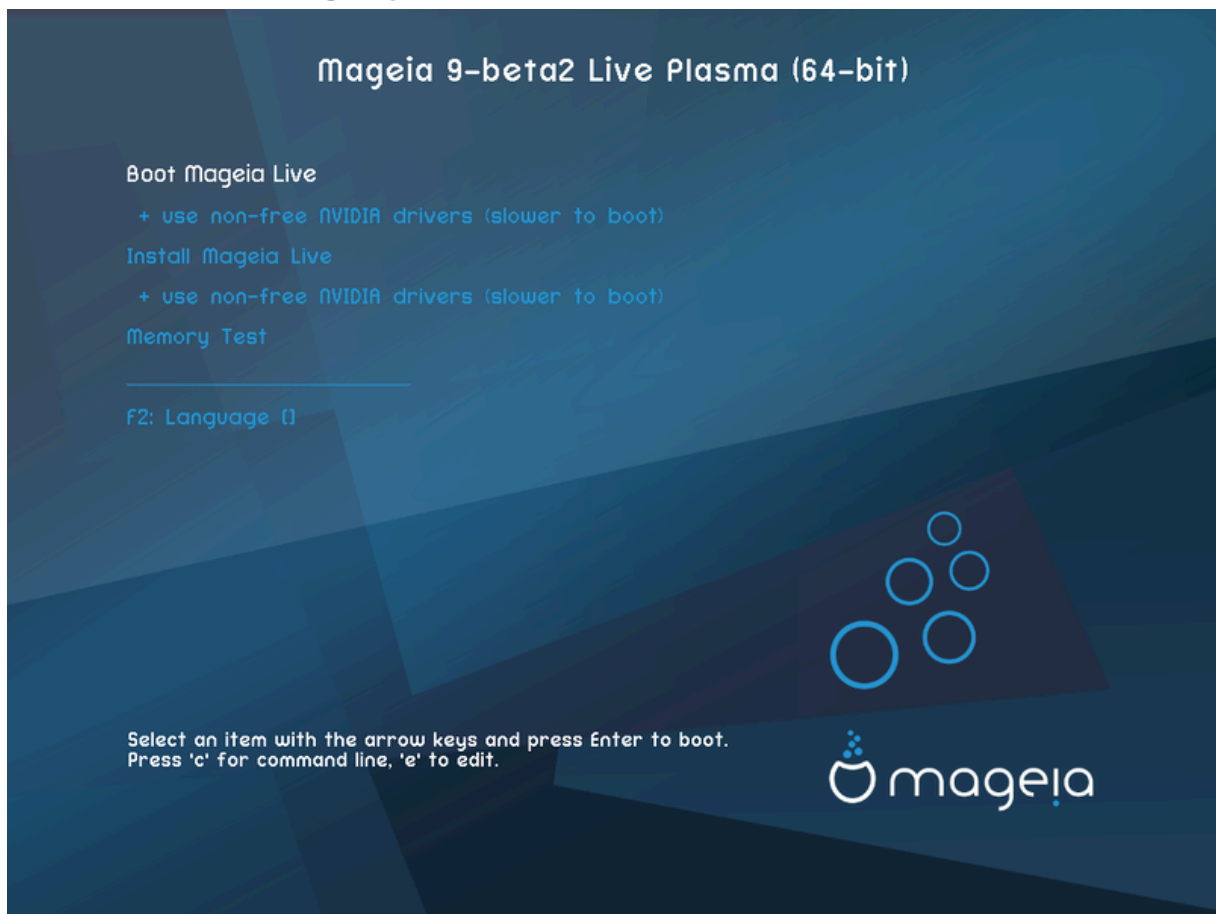 Mageia 9-beta2 Live Plasma (64-bit)
Boot Mageia Live
+ use non-free NVIDIA drivers (slower to boot)
Install Mageia Live
+ use non-free NVIDIA drivers (slower to boot)
Memory Test
F2: Language []
Select an item with the arrow keys and press Enter to boot.
Press 'c' for command line, 'e' to edit.
mageia